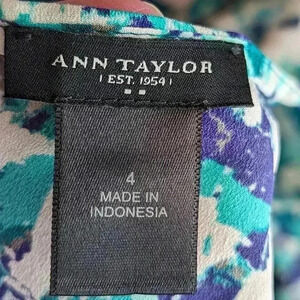 ANN TAYLOR
| EST. 1954 |
4
MADE IN
INDONESIA